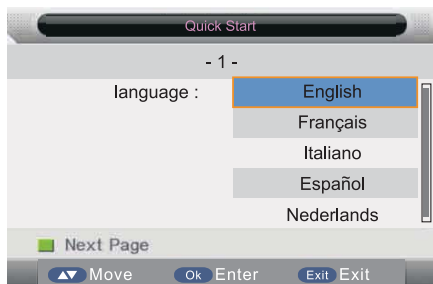 Quick Start
- 1 -
language :
English
Français
Italiano
Español
Nederlands
Next Page
Move Ok Enter Exit Exit